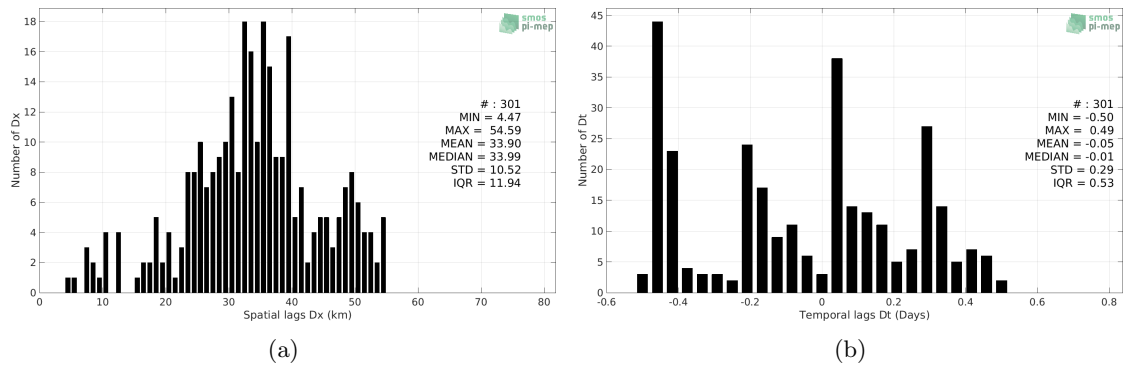 smos
pi-mep
18
16
14
12
10
8
6
4
2
0
Number of Dx
# : 301
MIN = 4.47
MAX = 54.59
MEAN = 33.90
MEDIAN = 33.99
STD = 10.52
IQR = 11.94
0 10 20 30 40 50 60 70 80
Spatial lags Dx (km)
(a)
smos
pi-mep
45
40
35
30
25
20
15
10
5
0
Number of Dt
# : 301
MIN = -0.50
MAX = 0.49
MEAN = -0.05
MEDIAN = -0.01
STD = 0.29
IQR = 0.53
-0.6 -0.4 -0.2 0 0.2 0.4 0.6 0.8
Temporal lags Dt (Days)
(b)